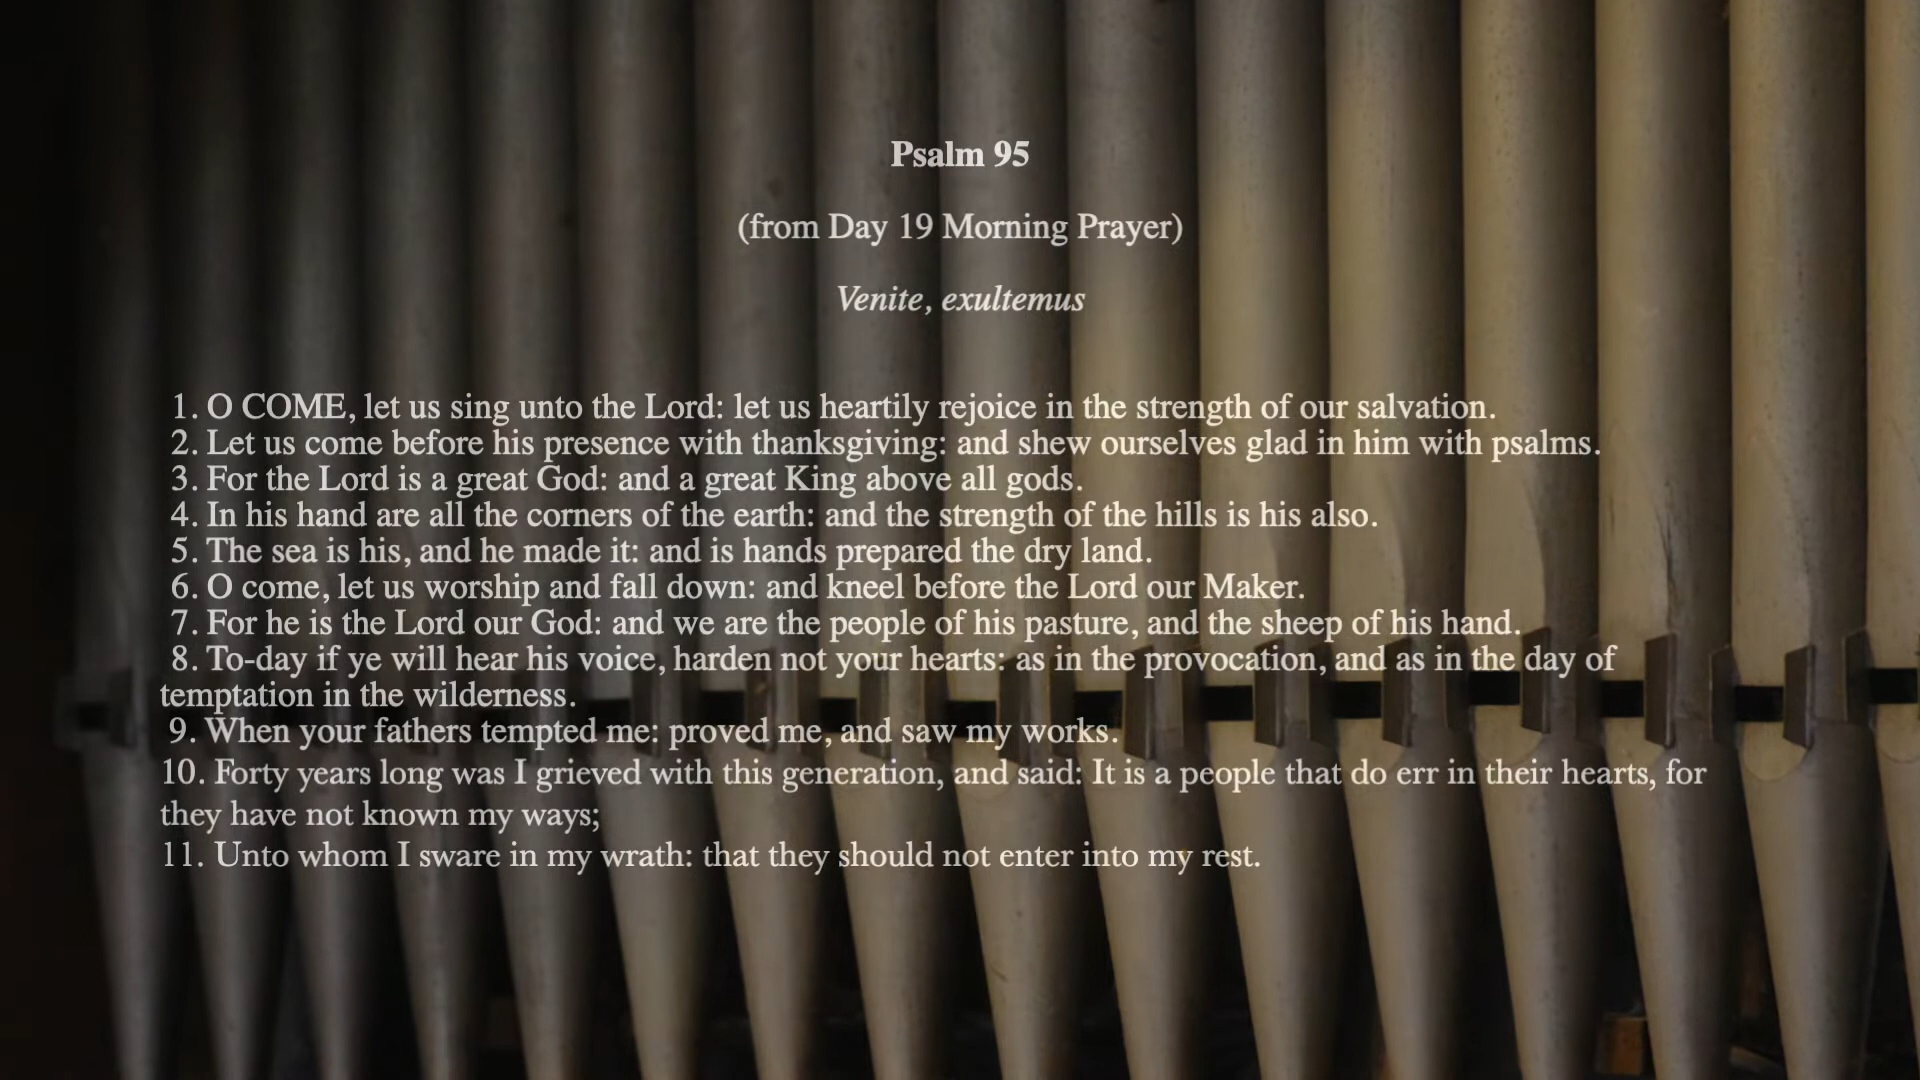 Psalm 95
(from Day 19 Morning Prayer)
Venite, exultemus
1. O COME, let us sing unto the Lord: let us heartily rejoice in the strength of our salvation.
2. Let us come before his presence with thanksgiving: and shew ourselves glad in him with psalms.
3. For the Lord is a great God: and a great King above all gods.
4. In his hand are all the corners of the earth: and the strength of the hills is his also.
5. The sea is his, and he made it: and is hands prepared the dry land.
6. O come, let us worship and fall down: and kneel before the Lord our Maker.
7. For he is the Lord our God: and we are the people of his pasture, and the sheep of his hand.
8. To-day if ye will hear his voice, harden not your hearts: as in the provocation, and as in the day of
temptation in the wilderness.
9. When your fathers tempted me: proved me, and saw my works.
10. Forty years long was I grieved with this generation, and said: It is a people that do err in their hearts, for
they have not known my ways;
11. Unto whom I sware in my wrath: that they should not enter into my rest.